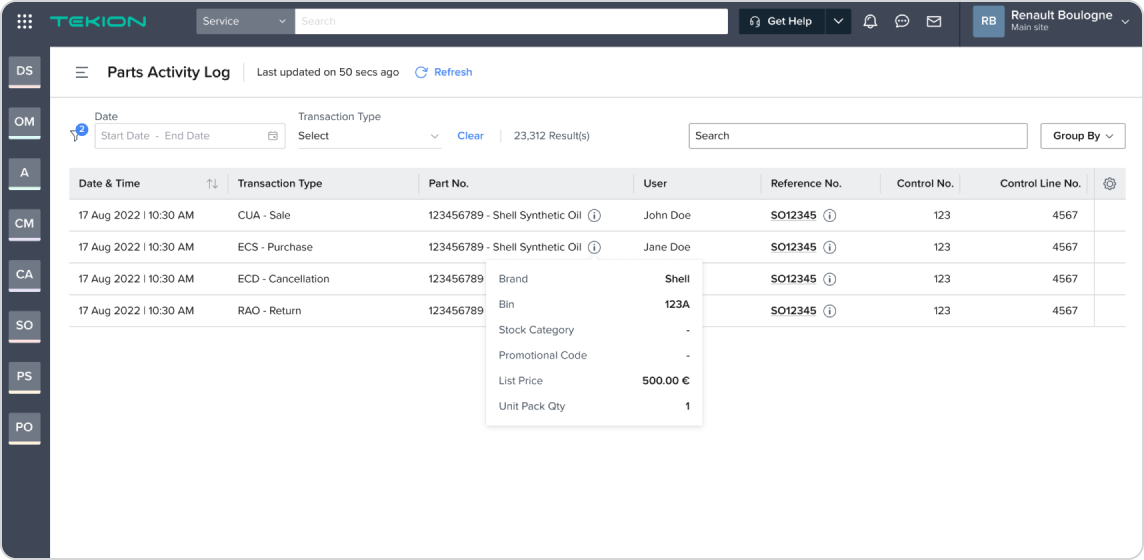 TEKION Service Search Get Help RB Renault Boulogne
Main site
DS
OM
A
CM
CA
SO
PS
PO
Parts Activity Log Last updated on 50 secs ago Refresh
2
Date Transaction Type
Start Date - End Date Select Clear 23,312 Result(s) Search Group By
Date & Time Transaction Type Part No. User Reference No. Control No. Control Line No.
17 Aug 2022 | 10:30 AM CUA - Sale 123456789 - Shell Synthetic Oil John Doe SO12345 123 4567
17 Aug 2022 | 10:30 AM ECS - Purchase 123456789 - Shell Synthetic Oil Jane Doe SO12345 123 4567
17 Aug 2022 | 10:30 AM ECD - Cancellation 123456789 SO12345 123 4567
17 Aug 2022 | 10:30 AM RAO - Return 123456789 SO12345 123 4567
Brand Shell
Bin 123A
Stock Category -
Promotional Code -
List Price 500.00 €
Unit Pack Qty 1